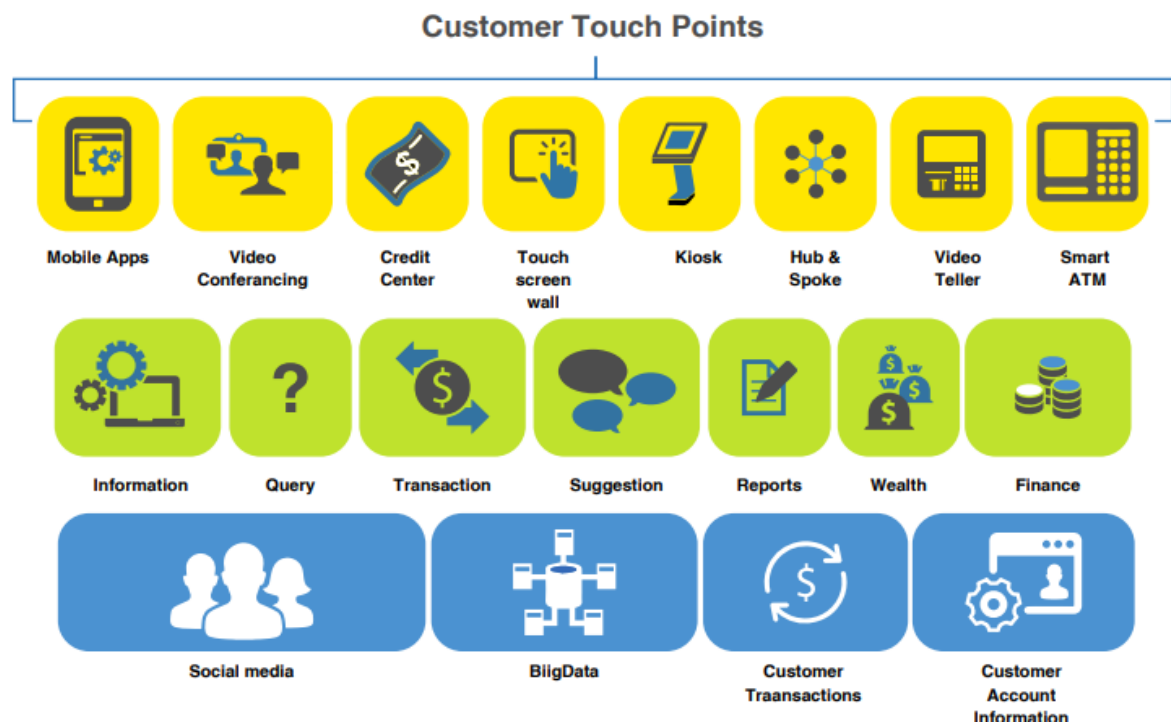 Customer Touch Points
Mobile Apps
Video
Conferancing
Credit
Center
Touch
screen
wall
Kiosk
Hub &
Spoke
Video
Teller
Smart
ATM
$
?
$
$
$
$
Information
Query
Transaction
Suggestion
Reports
Wealth
Finance
$
Social media
BiigData
Customer
Traansactions
Customer
Account
Information